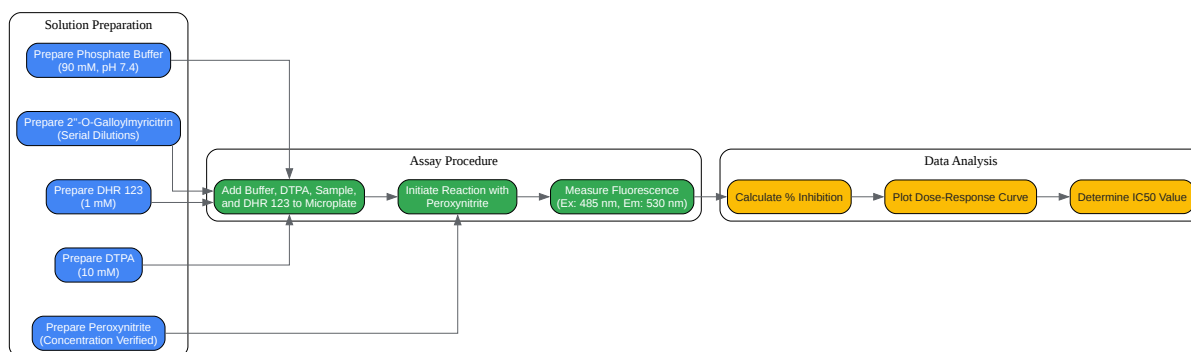 Solution Preparation
Prepare Phosphate Buffer
(90 mM, pH 7.4)
Prepare 2"-O-Galloylmyricitrin
(Serial Dilutions)
Prepare DHR 123
(1 mM)
Prepare DTPA
(10 mM)
Prepare Peroxynitrite
(Concentration Verified)
Assay Procedure
Add Buffer, DTPA, Sample,
and DHR 123 to Microplate
Initiate Reaction with
Peroxynitrite
Measure Fluorescence
(Ex: 485 nm, Em: 530 nm)
Data Analysis
Calculate % Inhibition
Plot Dose-Response Curve
Determine IC50 Value